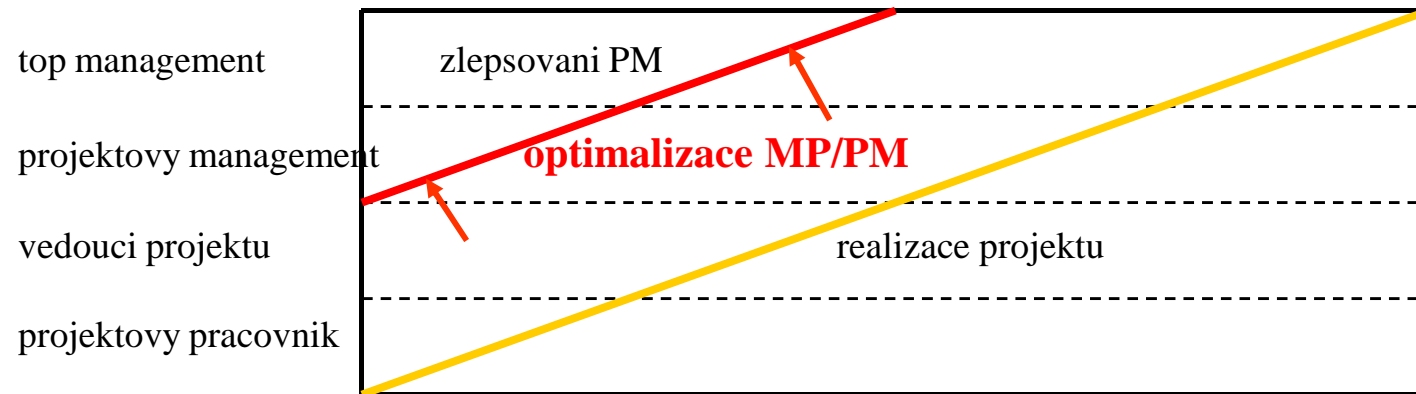 top management
zlepsovani PM
projektovy management
optimalizace MP/PM
vedouci projektu
realizace projektu
projektovy pracovnik